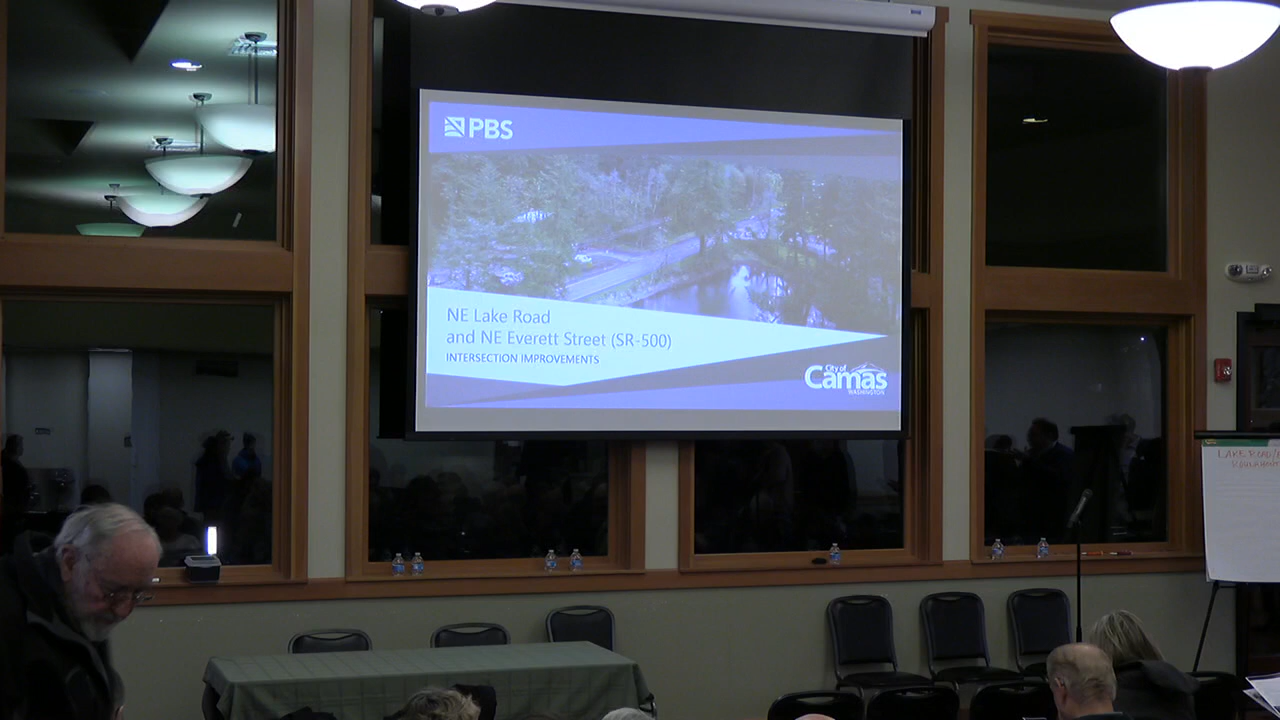 PBS
NE Lake Road
and NE Everett Street (SR-500)
INTERSECTION IMPROVEMENTS
City of
Camas
WASHINGTON
LAKE ROAD/